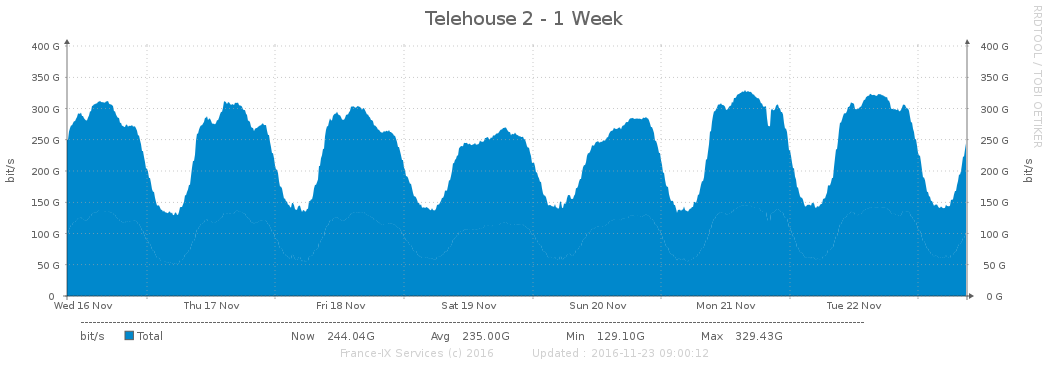 Telehouse 2 - 1 Week
RRDTOOL / TOBI OETIKER
400 G 400 G
350 G 350 G
300 G 300 G
250 G 250 G
200 G 200 G
150 G 150 G
100 G 100 G
50 G 50 G
0 0 G
bit/s bit/s
Wed 16 Nov Thu 17 Nov Fri 18 Nov Sat 19 Nov Sun 20 Nov Mon 21 Nov Tue 22 Nov
bit/s Total Now 244.04G Avg 235.00G Min 129.10G Max 329.43G
France-IX Services (c) 2016 Updated : 2016-11-23 09:00:12